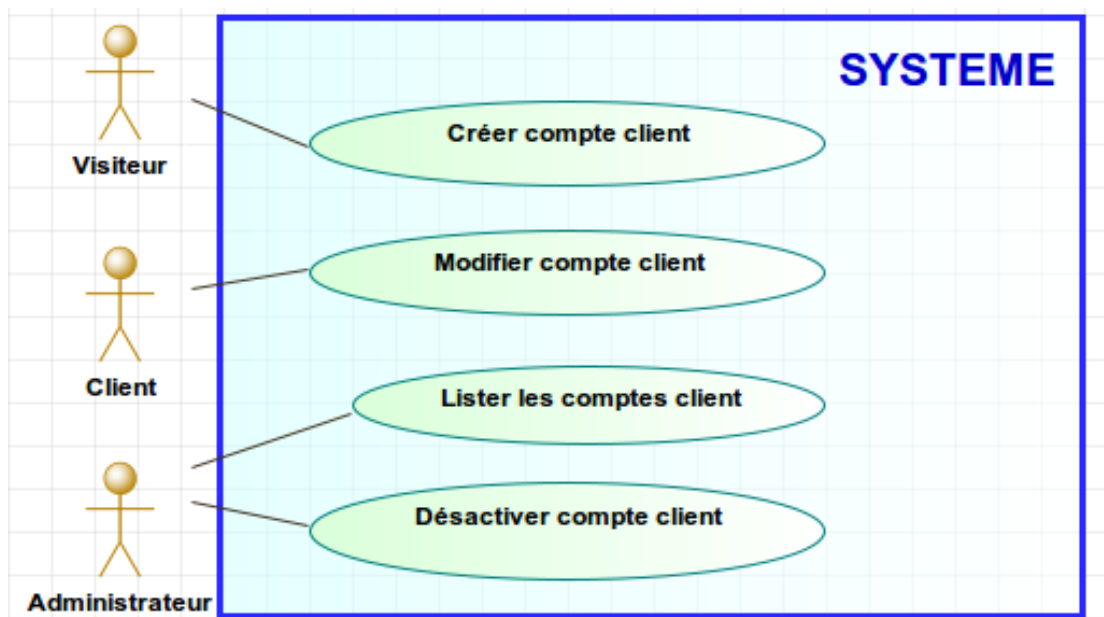 SYSTEME
Créer compte client
Visiteur
Modifier compte client
Client
Lister les comptes client
Désactiver compte client
Administrateur